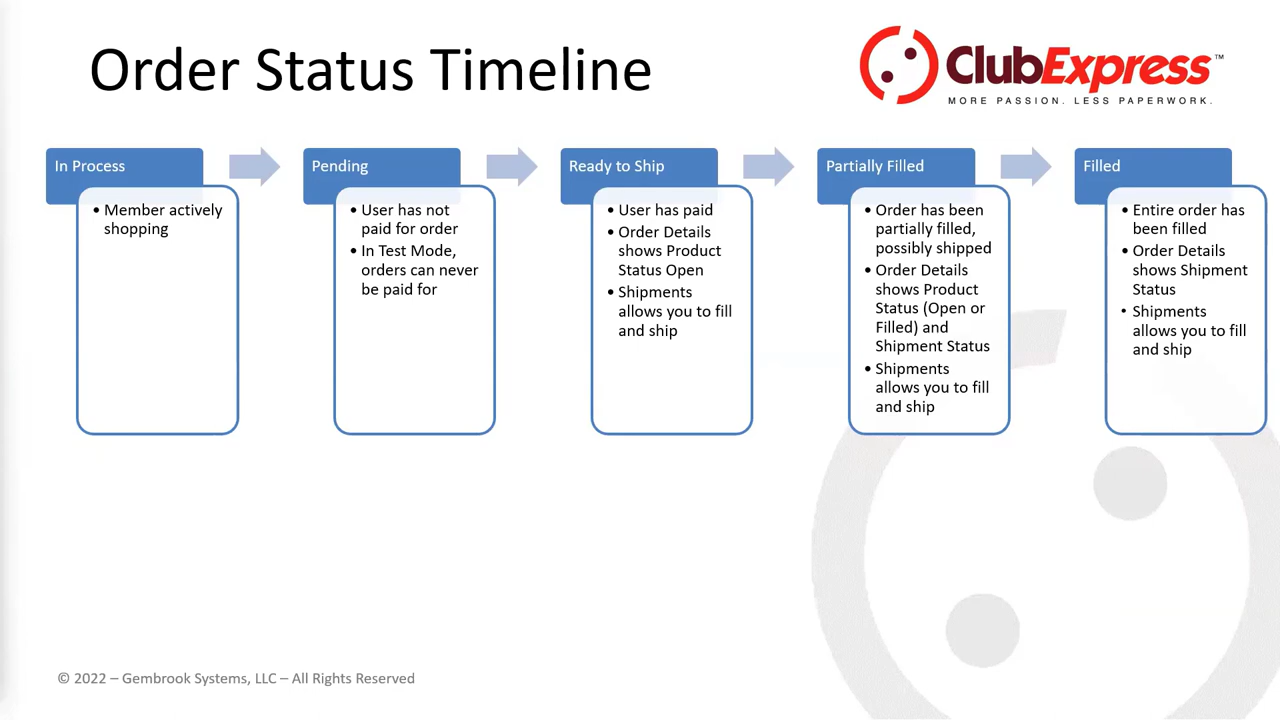 Order Status Timeline
ClubExpress™
MORE PASSION. LESS PAPERWORK.
In Process
• Member actively
shopping
Pending
• User has not
paid for order
• In Test Mode,
orders can never
be paid for
Ready to Ship
• User has paid
• Order Details
shows Product
Status Open
• Shipments
allows you to fill
and ship
Partially Filled
• Order has been
partially filled,
possibly shipped
• Order Details
shows Product
Status (Open or
Filled) and
Shipment Status
• Shipments
allows you to fill
and ship
Filled
• Entire order has
been filled
• Order Details
shows Shipment
Status
• Shipments
allows you to fill
and ship
© 2022 – Gembrook Systems, LLC – All Rights Reserved